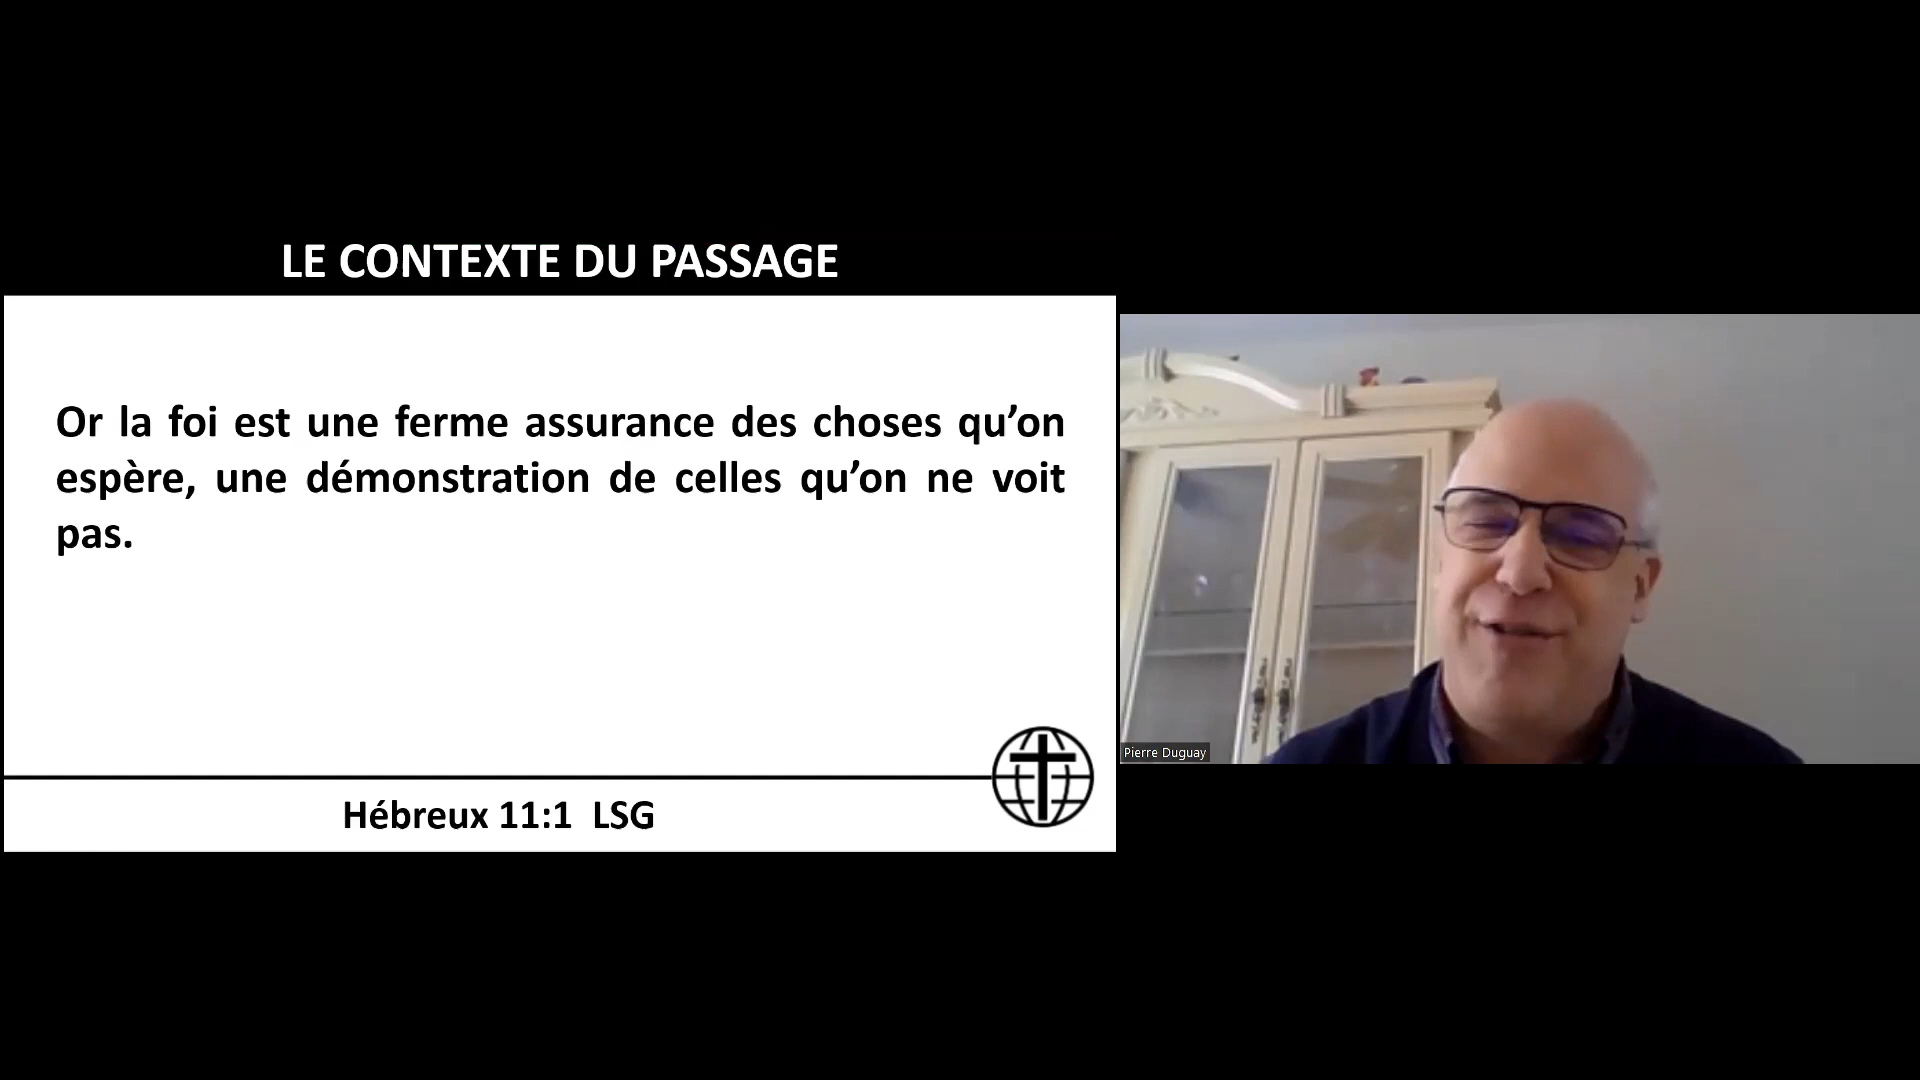 LE CONTEXTE DU PASSAGE
Or la foi est une ferme assurance des choses qu’on
espère, une démonstration de celles qu’on ne voit
pas.
Hébreux 11:1 LSG
Pierre Duguay